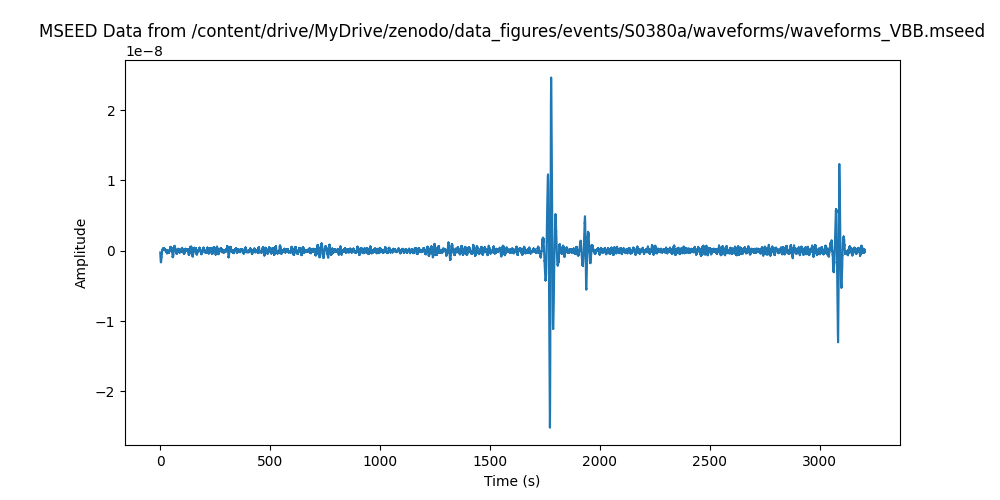 MSEED Data from /content/drive/MyDrive/zenodo/data_figures/events/S0380a/waveforms/waveforms_VBB.mseed
1e−8
2
1
0
−1
−2
Amplitude
0 500 1000 1500 2000 2500 3000
Time (s)